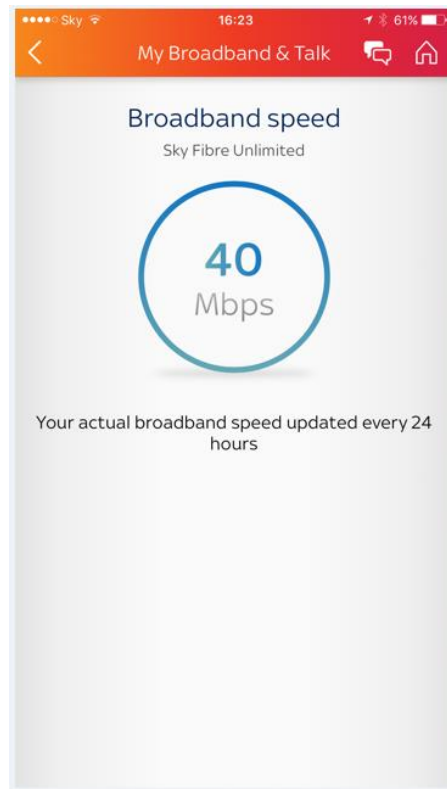 Sky 16:23 61%
My Broadband & Talk
Broadband speed
Sky Fibre Unlimited
40
Mbps
Your actual broadband speed updated every 24
hours